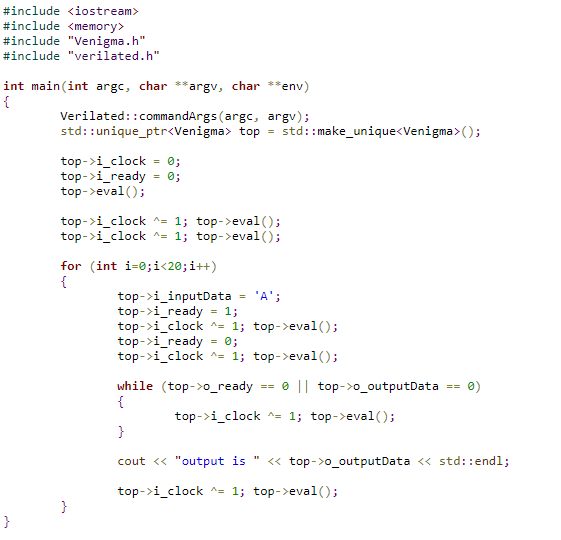 #include <iostream>
#include <memory>
#include "Venigma.h"
#include "verilated.h"

int main(int argc, char **argv, char **env)
{
        Verilated::commandArgs(argc, argv);
        std::unique_ptr<Venigma> top = std::make_unique<Venigma>();

        top->i_clock = 0;
        top->i_ready = 0;
        top->eval();

        top->i_clock ^= 1; top->eval();
        top->i_clock ^= 1; top->eval();

        for (int i=0;i<20;i++)
        {
                top->i_inputData = 'A';
                top->i_ready = 1;
                top->i_clock ^= 1; top->eval();
                top->i_ready = 0;
                top->i_clock ^= 1; top->eval();

                while (top->o_ready == 0 || top->o_outputData == 0)
                {
                        top->i_clock ^= 1; top->eval();
                }

                cout << "output is " << top->o_outputData << std::endl;

                top->i_clock ^= 1; top->eval();
        }
}